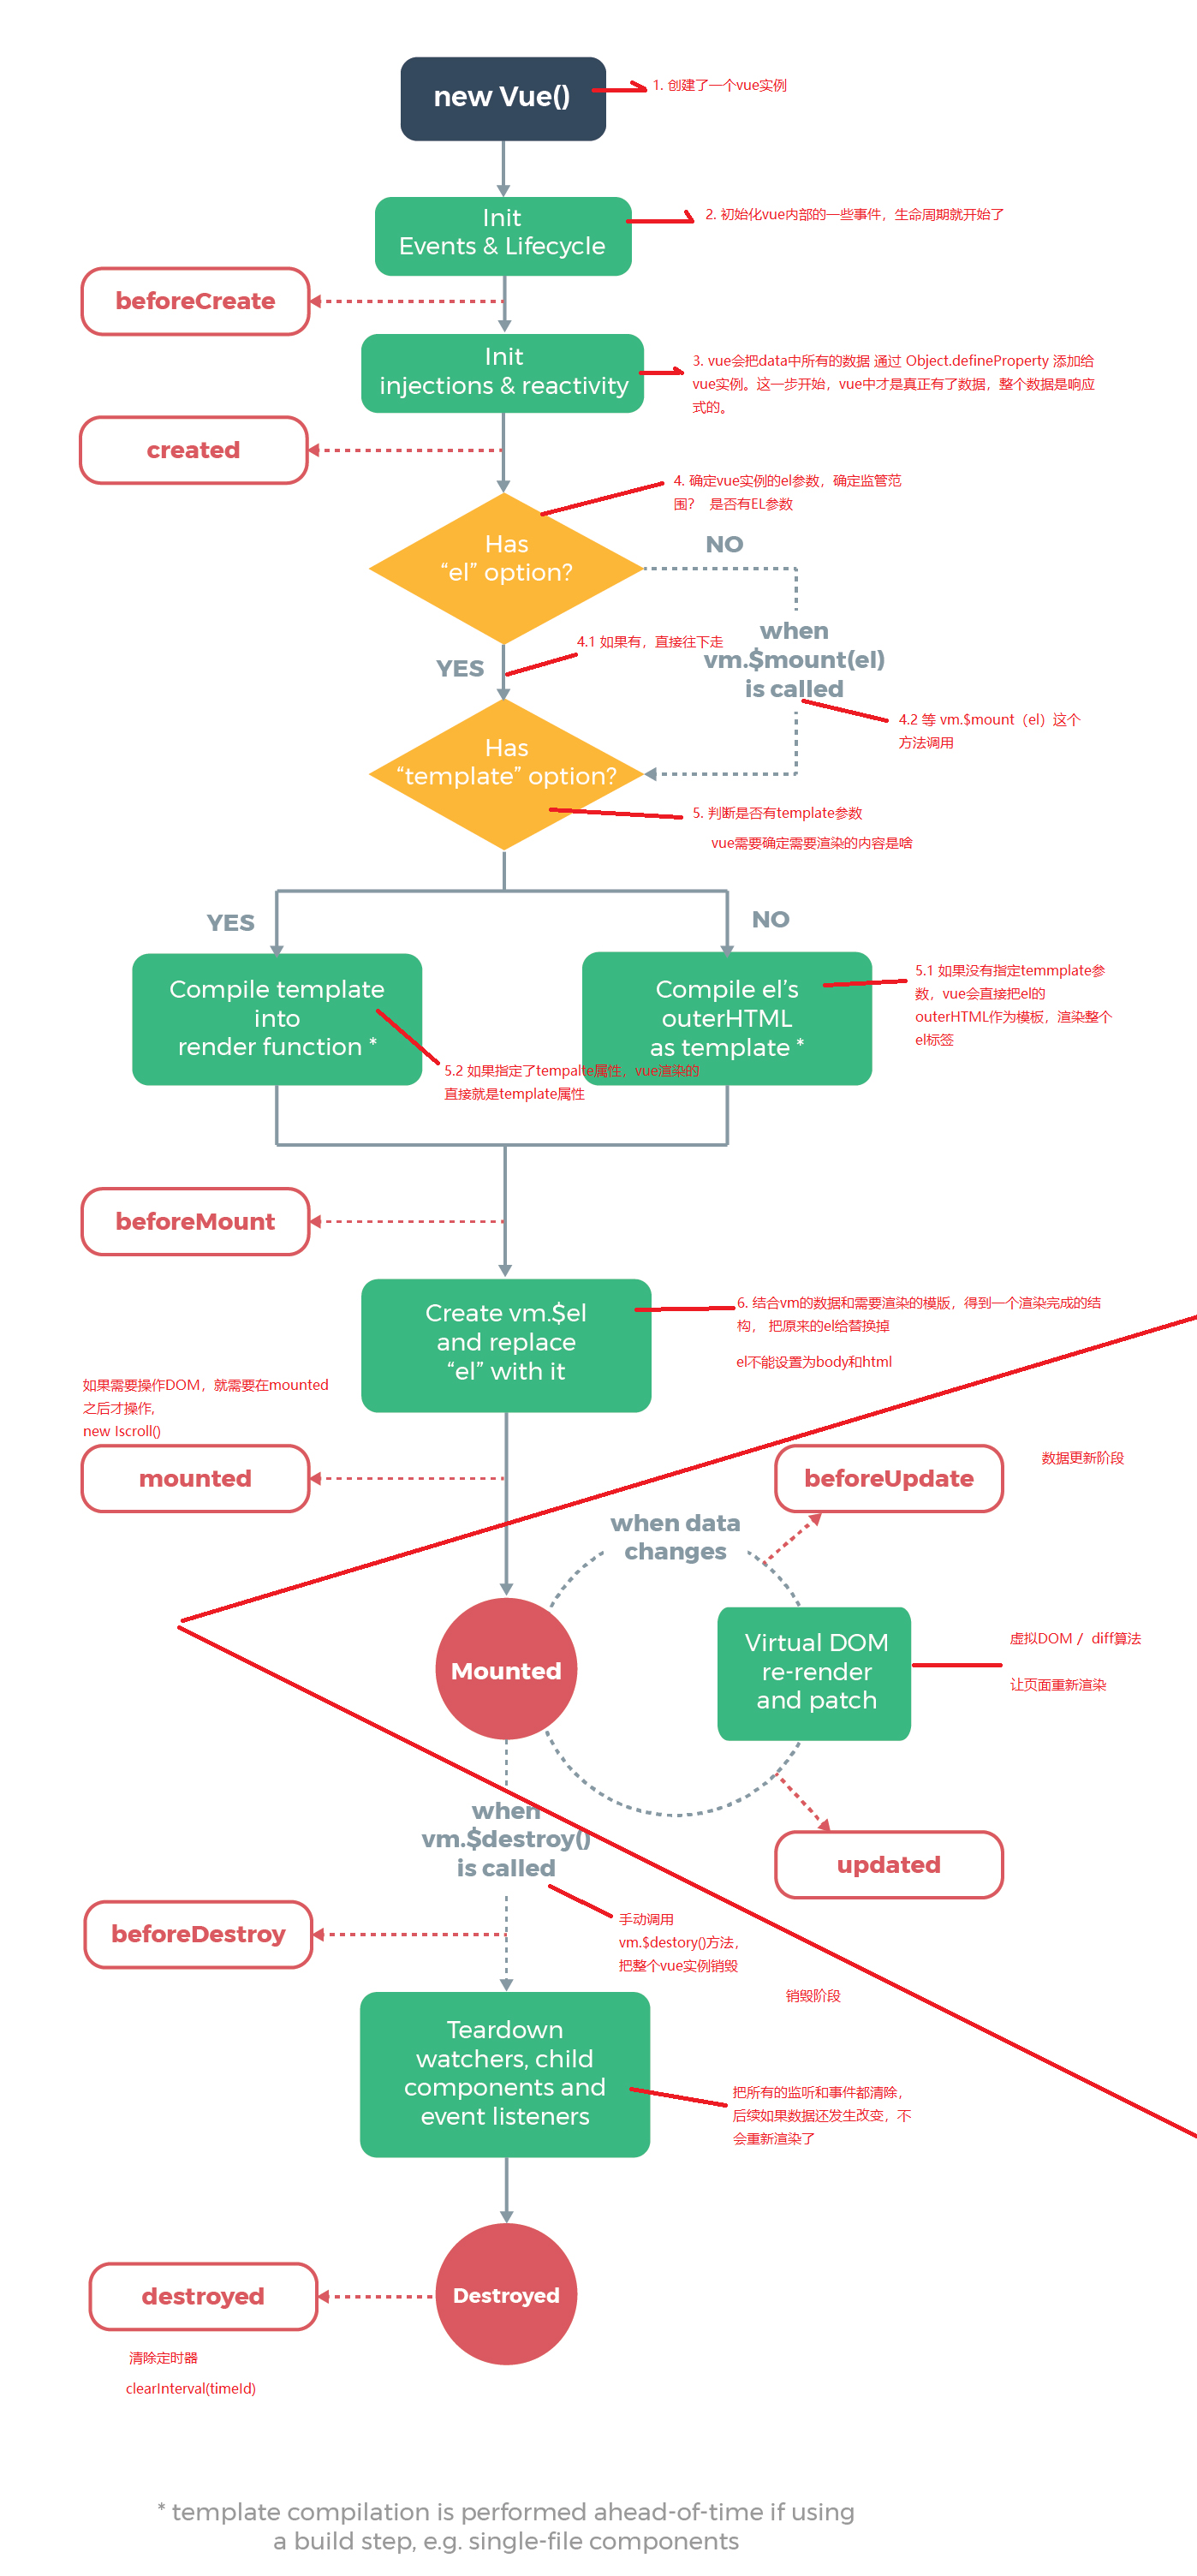 new Vue()
1. 创建了一个vue实例
Init
Events & Lifecycle
2. 初始化vue内部的一些事件，生命周期就开始了
beforeCreate
Init
injections & reactivity
3. vue会把data中所有的数据 通过 Object.defineProperty 添加给
vue实例。这一步开始，vue中才是真正有了数据，整个数据是响应
式的。
created
4. 确定vue实例的el参数，确定监管范
围？ 是否有EL参数
Has
“el” option?
NO
4.1 如果有，直接往下走
YES
when
vm.$mount(el)
is called
4.2 等 vm.$mount（el）这个
方法调用
Has
“template” option?
5. 判断是否有template参数
vue需要确定需要渲染的内容是啥
YES
NO
Compile template
into
render function *
Compile el’s
outerHTML
as template *
5.1 如果没有指定temmplate参
数，vue会直接把el的
outerHTML作为模板，渲染整个
el标签
5.2 如果指定了tempalte属性，vue渲染的
直接就是template属性
beforeMount
Create vm.$el
and replace
“el” with it
6. 结合vm的数据和需要渲染的模版，得到一个渲染完成的结
构， 把原来的el给替换掉
el不能设置为body和html
如果需要操作DOM，就需要在mounted
之后才操作,
new Iscroll()
mounted
beforeUpdate
数据更新阶段
when data
changes
Mounted
Virtual DOM
re-render
and patch
虚拟DOM / diff算法
让页面重新渲染
when
vm.$destroy()
is called
updated
手动调用
vm.$destory()方法，
把整个vue实例销毁
beforeDestroy
销毁阶段
Teardown
watchers, child
components and
event listeners
把所有的监听和事件都清除，
后续如果数据还发生改变，不
会重新渲染了
destroyed
Destroyed
清除定时器
clearInterval(timeId)
* template compilation is performed ahead-of-time if using
a build step, e.g. single-file components